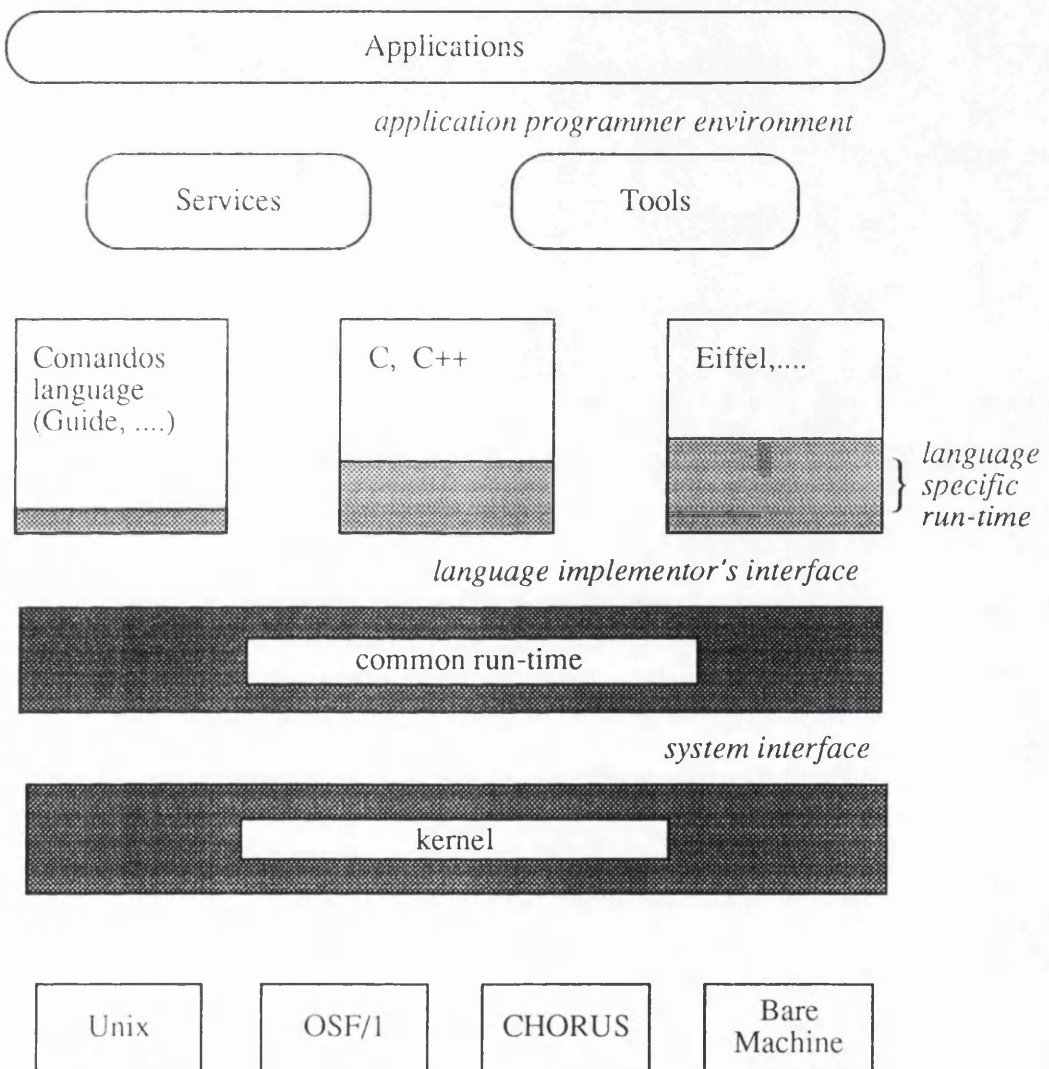 Applications
application programmer environment
Services
Tools
Comandos
language
(Guide, ....)
C, C++
Eiffel,....
language
specific
run-time
language implementor's interface
common run-time
system interface
kernel
Unix
OSF/1
CHORUS
Bare
Machine